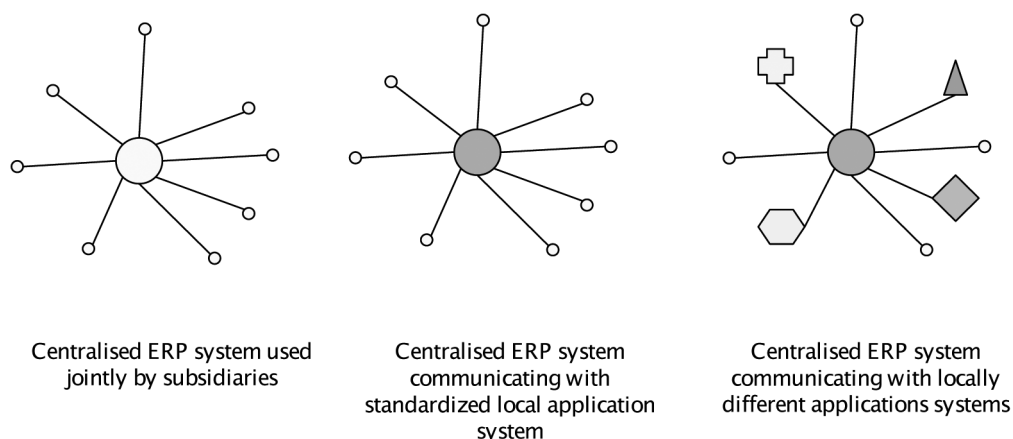 Centralised ERP system used
jointly by subsidiaries
Centralised ERP system
communicating with
standardized local application
system
Centralised ERP system
communicating with locally
different applications systems